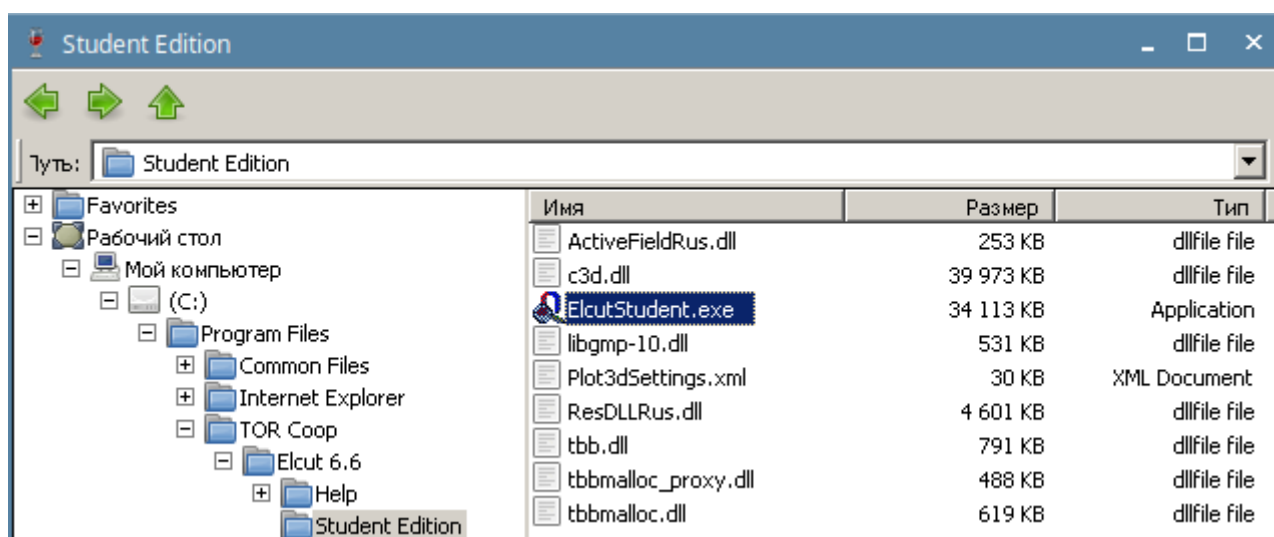 Student Edition
Путь: Student Edition
Favorites
Рабочий стол
Мой компьютер
(C:)
Program Files
Common Files
Internet Explorer
TOR Coop
Elcut 6.6
Help
Student Edition
Имя Размер Тип
ActiveFieldRus.dll 253 KB dllfile file
c3d.dll 39 973 KB dllfile file
ElcutStudent.exe 34 113 KB Application
libgmp-10.dll 531 KB dllfile file
Plot3dSettings.xml 30 KB XML Document
ResDLLRus.dll 4 601 KB dllfile file
tbb.dll 791 KB dllfile file
tbbmalloc_proxy.dll 488 KB dllfile file
tbbmalloc.dll 619 KB dllfile file